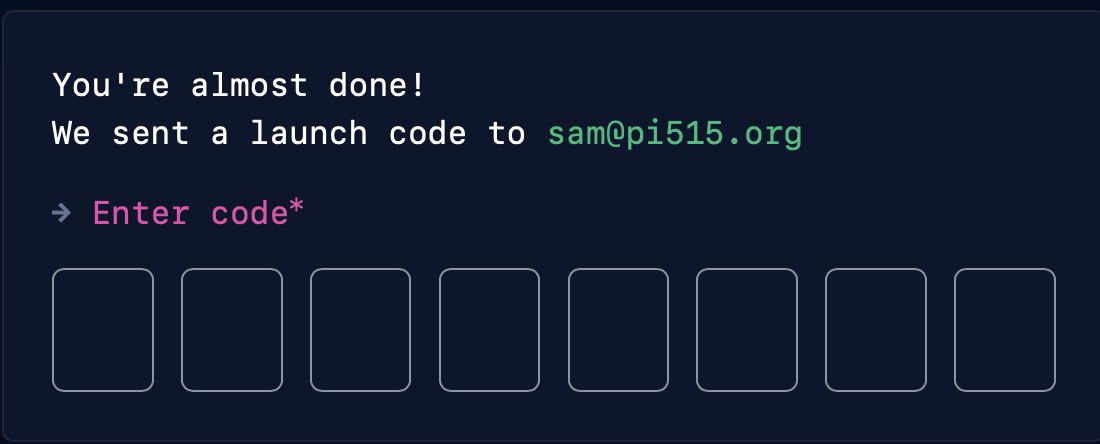 You're almost done!
We sent a launch code to sam@pi515.org
→ Enter code*